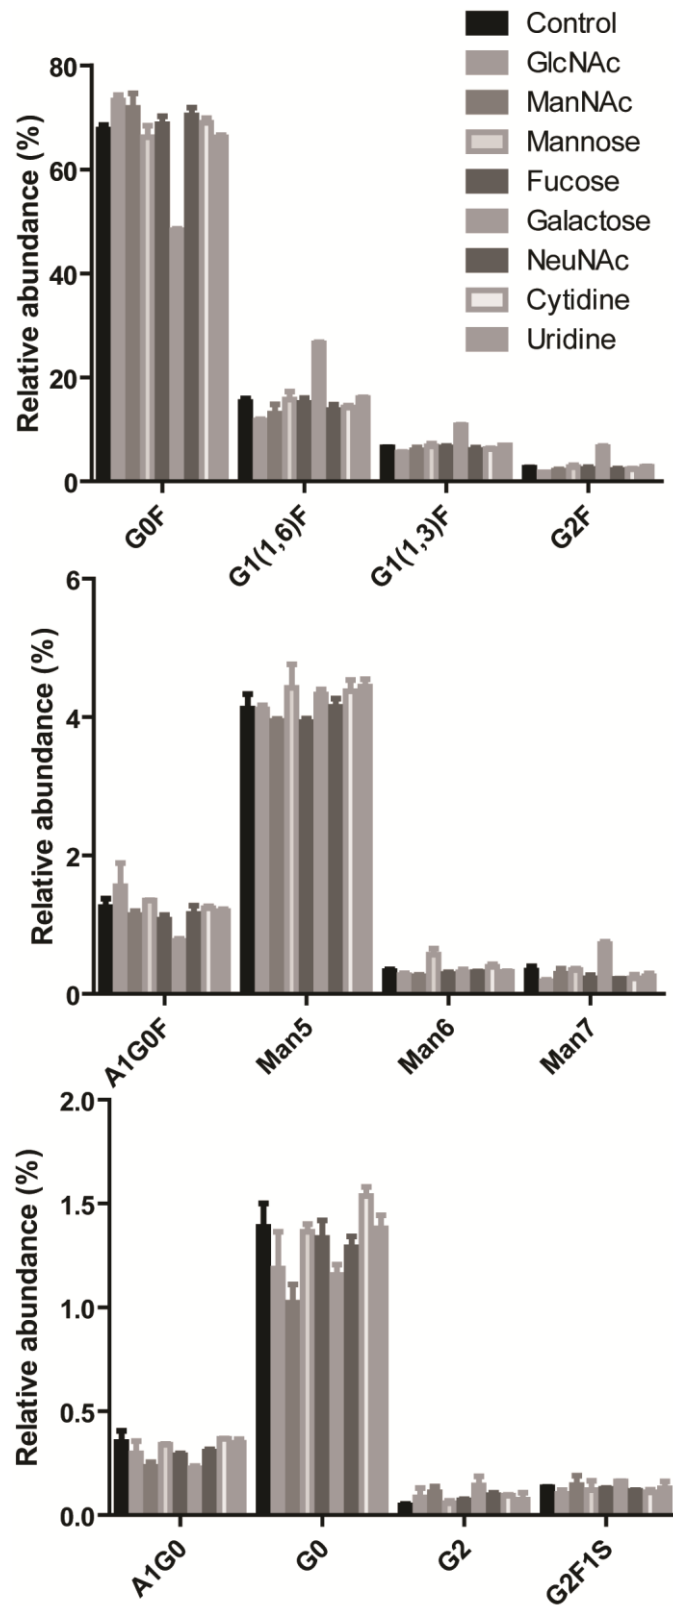 Control
GlcNAc
ManNAc
Mannose
Fucose
Galactose
NeuNAc
Cytidine
Uridine
Relative abundance (%)
80
60
40
20
0
G0F
G1(1,6)F
G1(1,3)F
G2F
Relative abundance (%)
6
4
2
0
A1G0F
Man5
Man6
Man7
Relative abundance (%)
2.0
1.5
1.0
0.5
0.0
A1G0
G0
G2
G2F1S